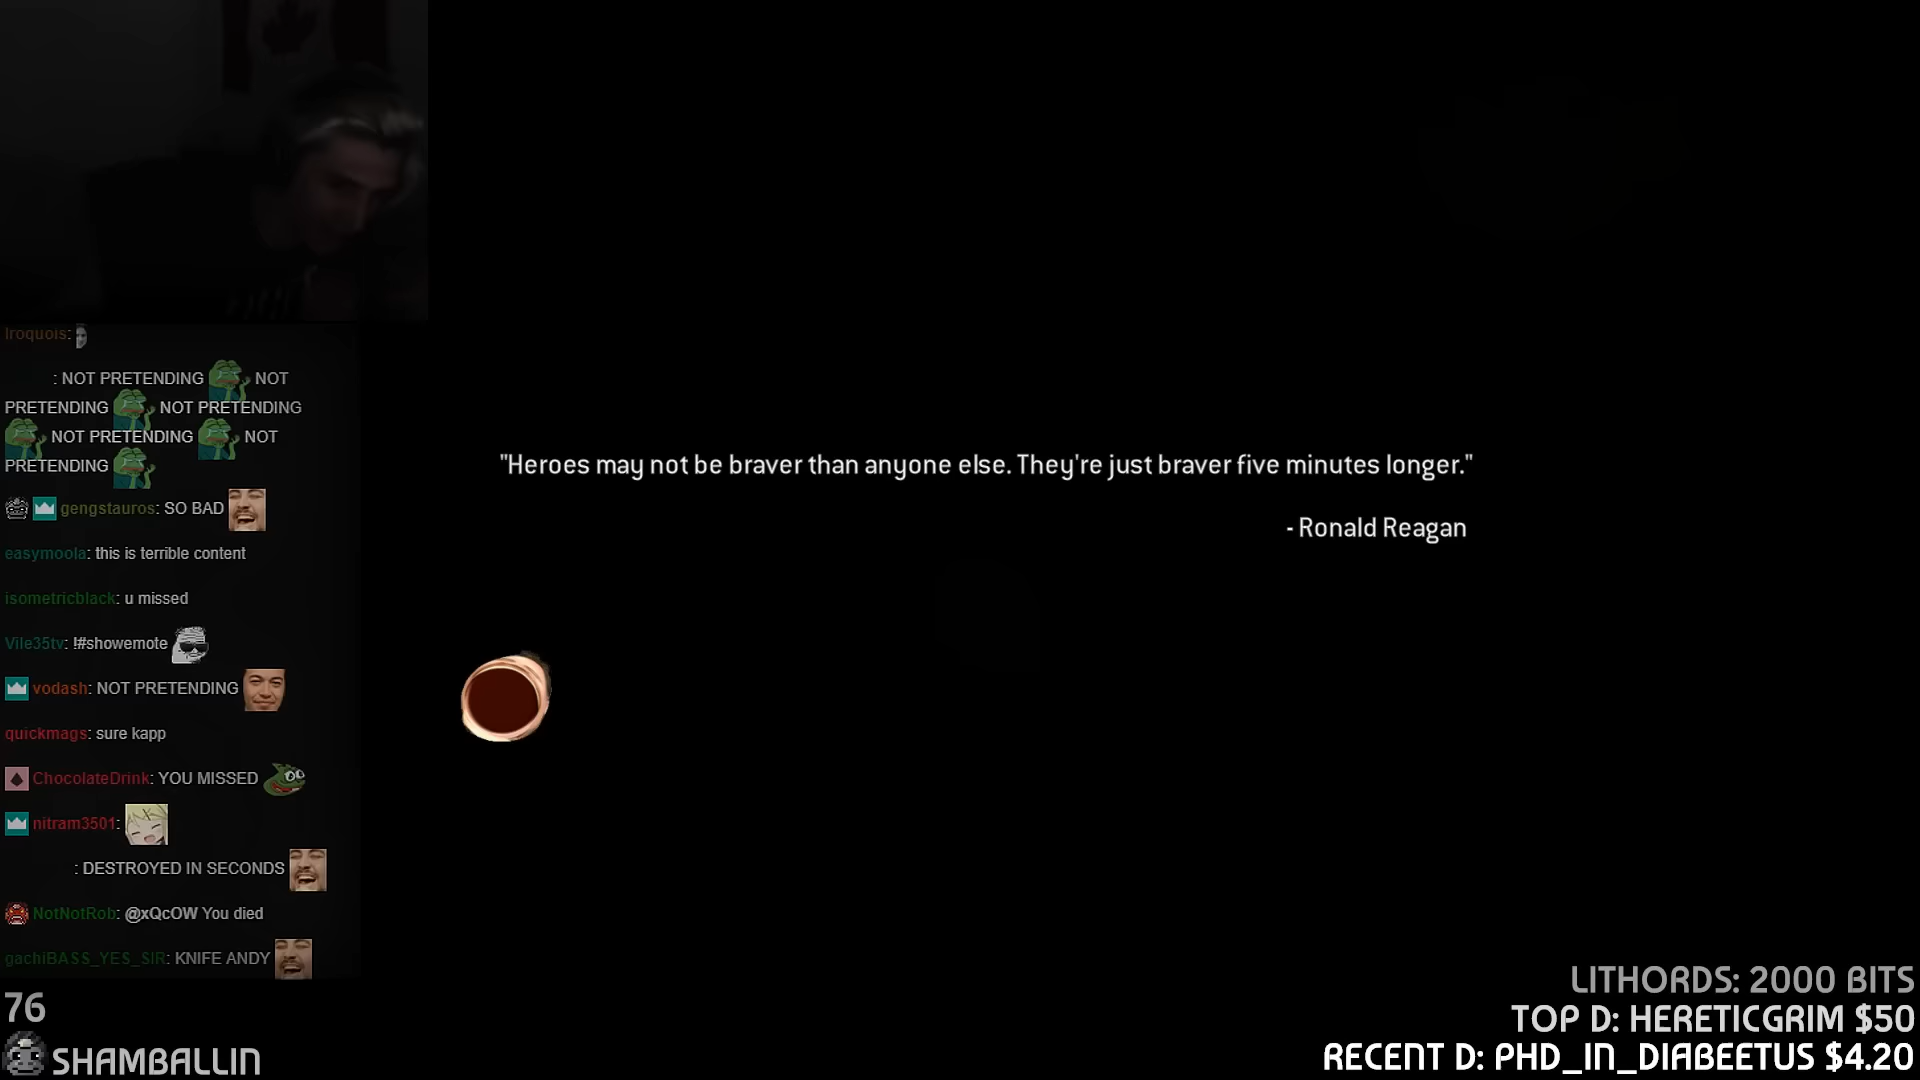 Iroquois:
: NOT PRETENDING NOT
PRETENDING NOT PRETENDING
NOT PRETENDING NOT
PRETENDING
gengstauros: SO BAD
easymoola: this is terrible content
isometricblack: u missed
Vile35tv: !#showemote
vodash: NOT PRETENDING
quickmags: sure kapp
ChocolateDrink: YOU MISSED
nitram3501:
: DESTROYED IN SECONDS
NotNotRob: @xQcOW You died
gachiBASS_YES_SIR: KNIFE ANDY
76
SHAMBALLIN
"Heroes may not be braver than anyone else. They're just braver five minutes longer."
- Ronald Reagan
LITHORDS: 2000 BITS
TOP D: HERETICGRIM $50
RECENT D: PHD_IN_DIABEETUS $4.20